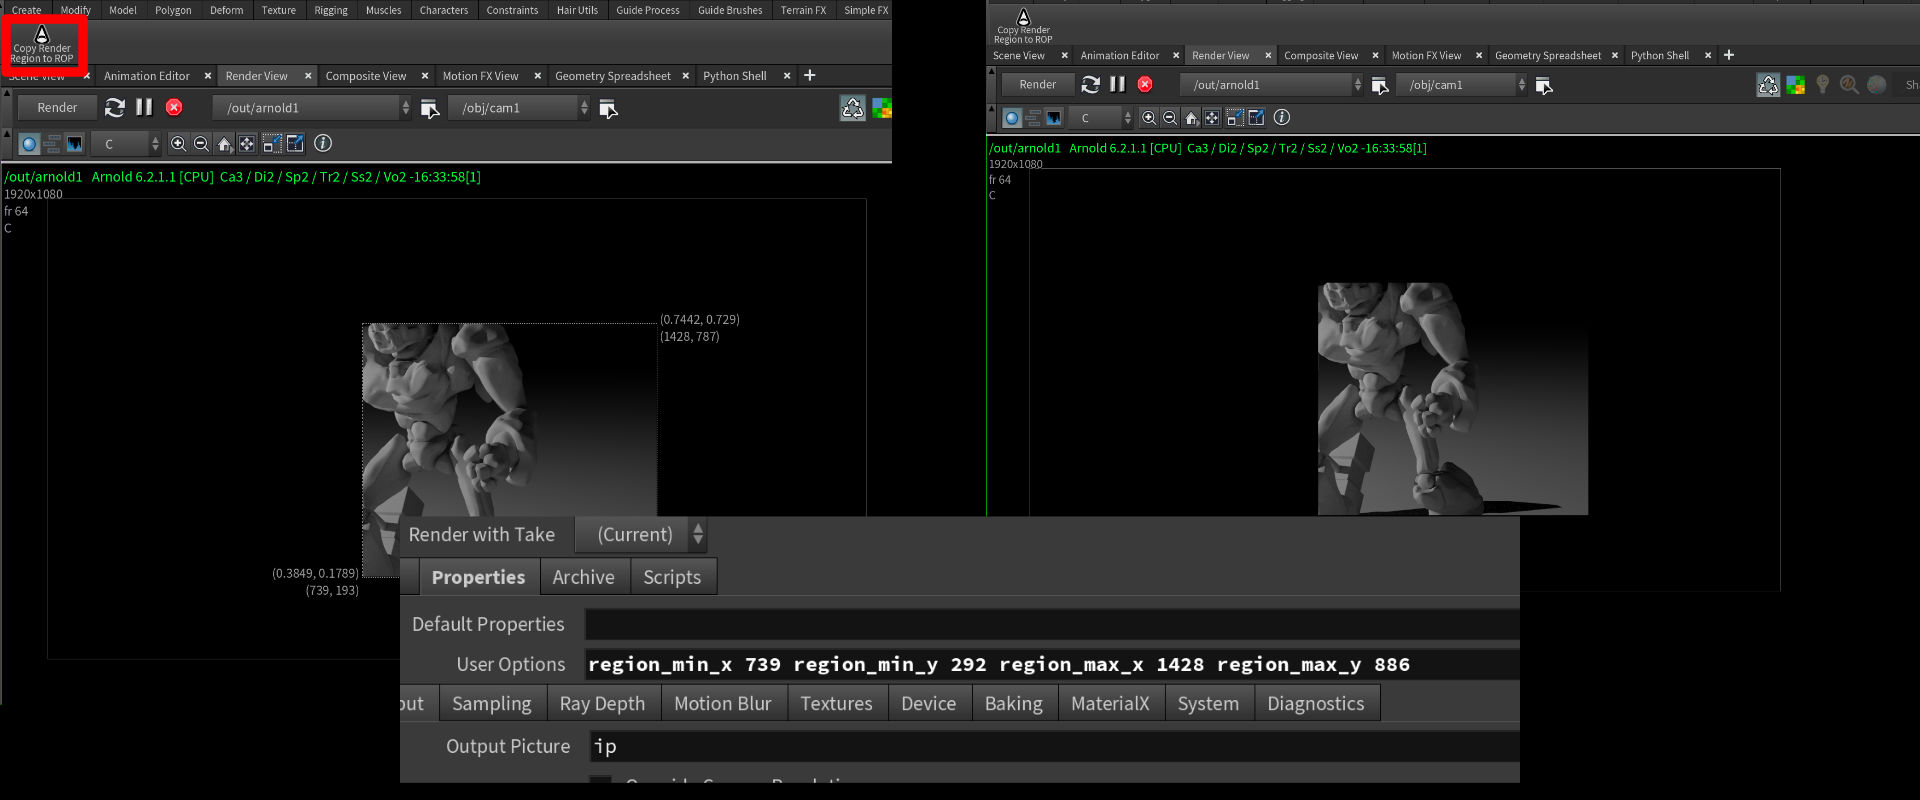 Create Modify Model Polygon Deform Texture Rigging Muscles Characters Constraints Hair Utils Guide Process Guide Brushes Terrain FX Simple FX
Copy Render
Region to ROP
Scene View Animation Editor Render View Composite View Motion FX View Geometry Spreadsheet Python Shell
Render /out/arnold1 /obj/cam1
C
/out/arnold1 Arnold 6.2.1.1 [CPU] Ca3 / Di2 / Sp2 / Tr2 / Ss2 / Vo2 -16:33:58[1]
1920x1080
fr 64
C
(0.7442, 0.729)
(1428, 787)
(0.3849, 0.1789)
(739, 193)
Copy Render
Region to ROP
Scene View Animation Editor Render View Composite View Motion FX View Geometry Spreadsheet Python Shell
Render /out/arnold1 /obj/cam1 Sh
C
/out/arnold1 Arnold 6.2.1.1 [CPU] Ca3 / Di2 / Sp2 / Tr2 / Ss2 / Vo2 -16:33:58[1]
1920x1080
fr 64
C
Render with Take (Current)
Properties Archive Scripts
Default Properties
User Options region_min_x 739 region_min_y 292 region_max_x 1428 region_max_y 886
out Sampling Ray Depth Motion Blur Textures Device Baking MaterialX System Diagnostics
Output Picture ip